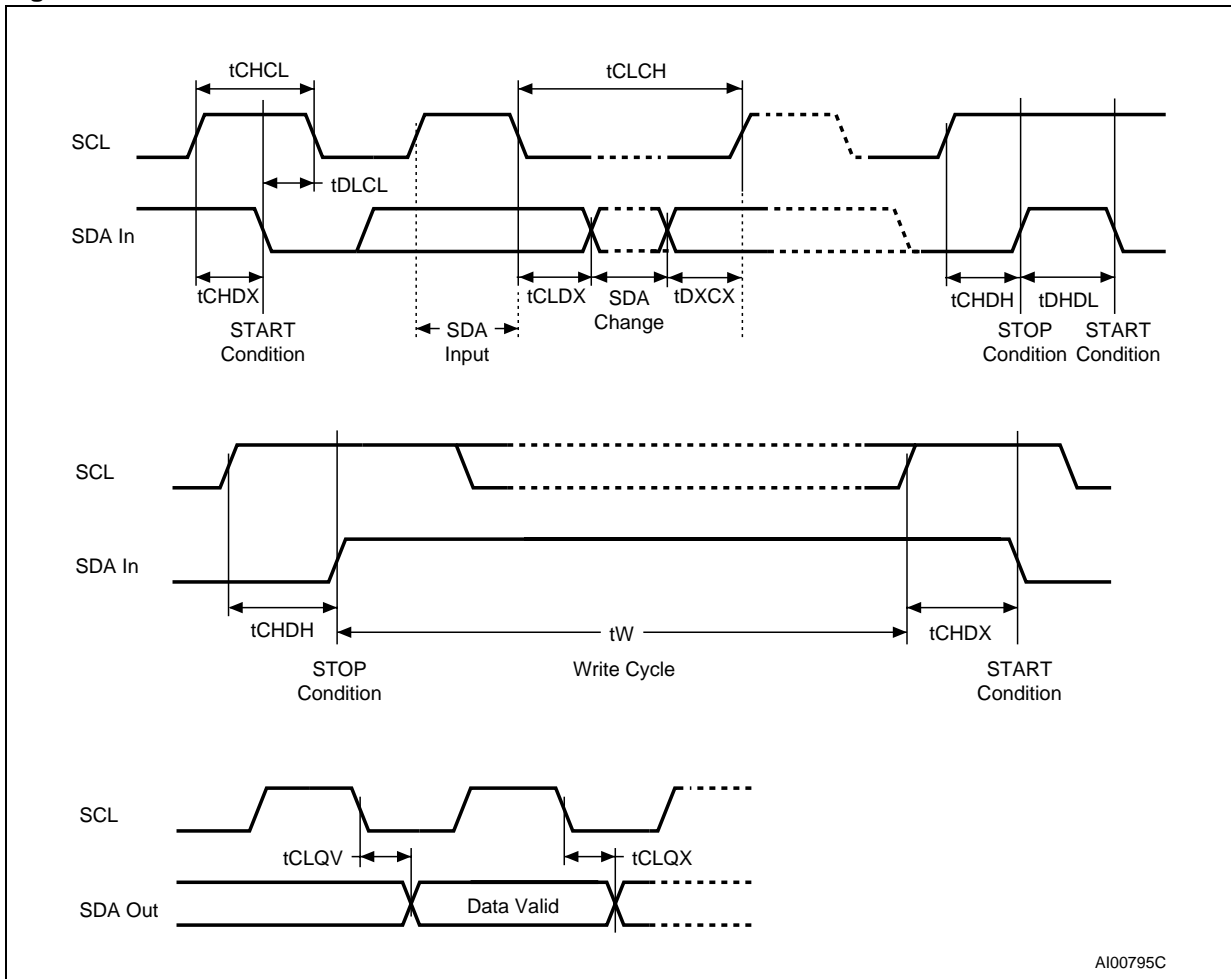 tCHCL
tCLCH
SCL
tDLCL
SDA In
tCHDX
tCLDX
tDXCX
tCHDH
tDHDL
START
Condition
SDA
Input
SDA
Change
STOP
Condition
START
Condition
SCL
SDA In
tCHDH
tW
tCHDX
STOP
Condition
Write Cycle
START
Condition
SCL
tCLQV
tCLQX
SDA Out
Data Valid
AI00795C